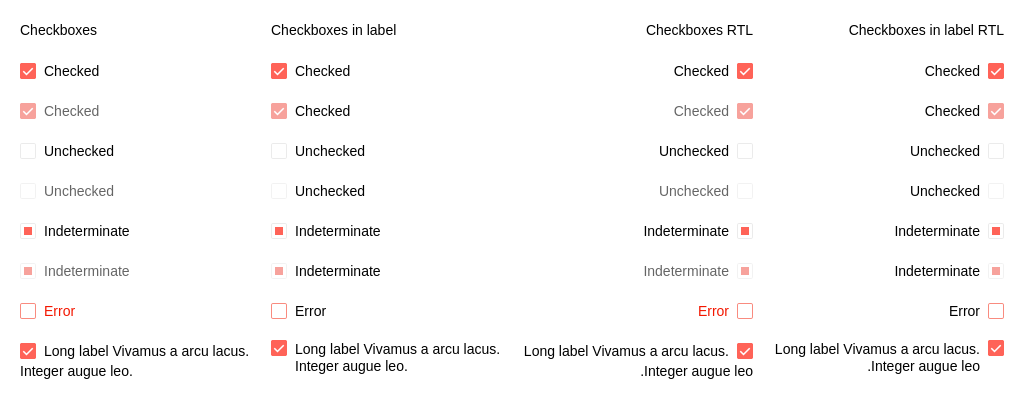 Checkboxes
Checked
Checked
Unchecked
Unchecked
Indeterminate
Indeterminate
Error
Long label Vivamus a arcu lacus.
Integer augue leo.
Checkboxes in label
Checked
Checked
Unchecked
Unchecked
Indeterminate
Indeterminate
Error
Long label Vivamus a arcu lacus.
Integer augue leo.
Checkboxes RTL
Checked
Checked
Unchecked
Unchecked
Indeterminate
Indeterminate
Error
Long label Vivamus a arcu lacus.
.Integer augue leo
Checkboxes in label RTL
Checked
Checked
Unchecked
Unchecked
Indeterminate
Indeterminate
Error
Long label Vivamus a arcu lacus.
.Integer augue leo